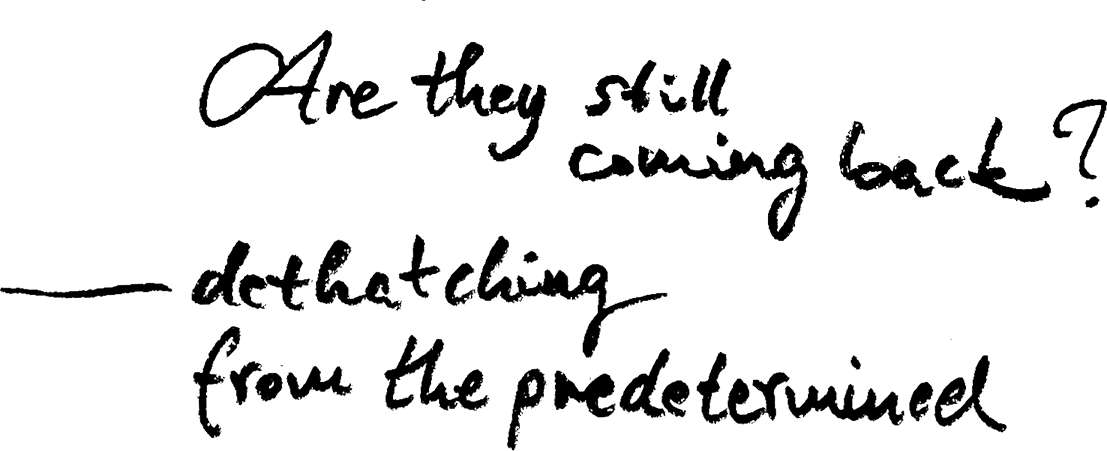 Are they still
coming back?
— dethatching
from the predetermined